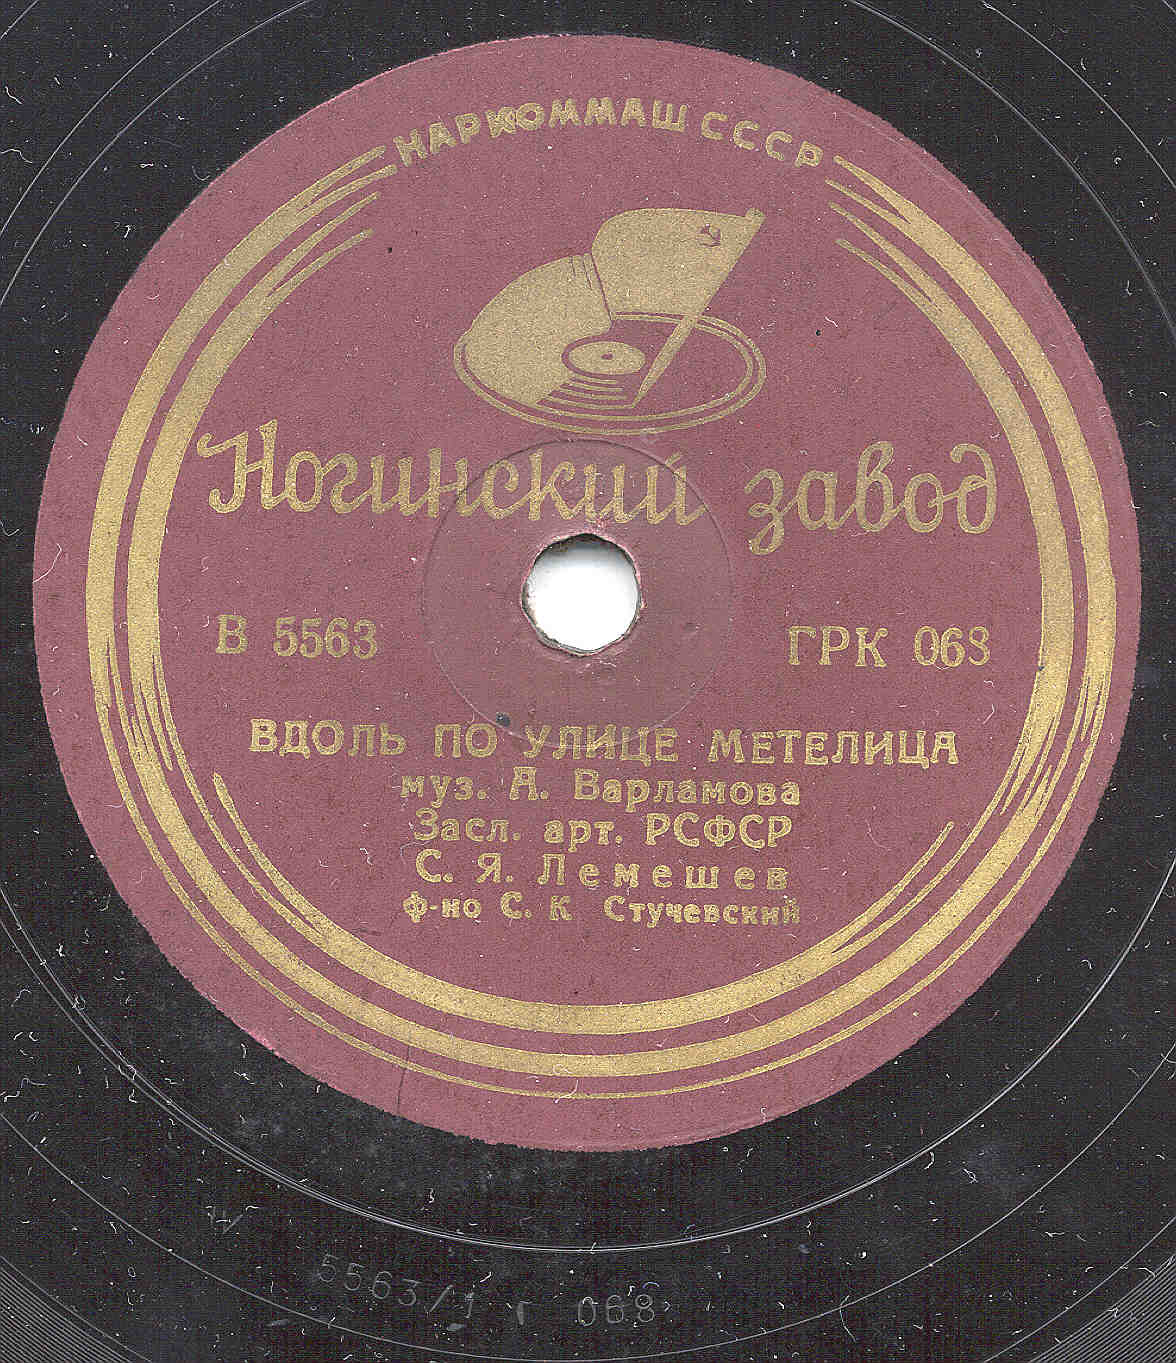 НАРКОММАШ СССР
Ногинский завод
В 5563 ГРК 068
ВДОЛЬ ПО УЛИЦЕ МЕТЕЛИЦА
муз. А. Варламова
Засл. арт. РСФСР
С. Я. Лемешев
ф-но С. К Стучевский
5563/1 г 068